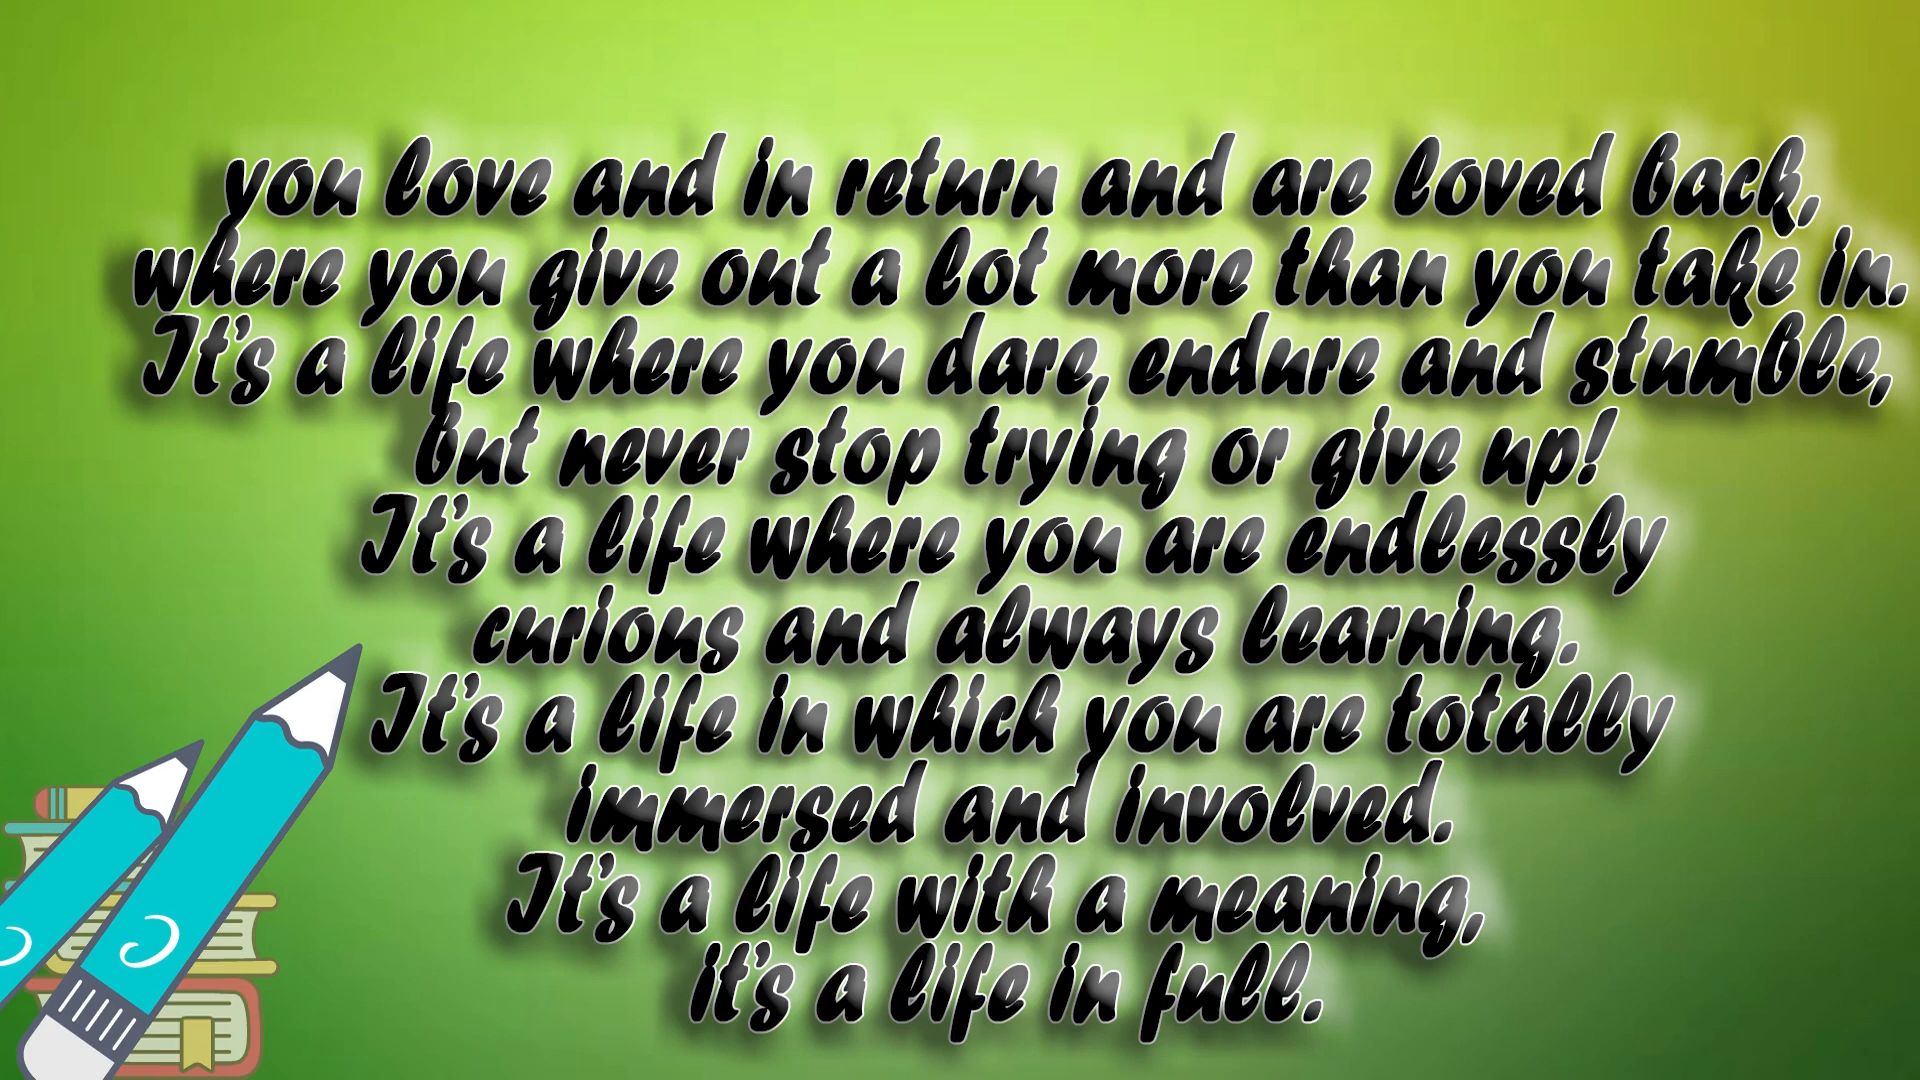 you love and in return and are loved back,
where you give out a lot more than you take in.
It's a life where you dare, endure and stumble,
but never stop trying or give up!
It's a life where you are endlessly
curious and always learning.
It's a life in which you are totally
immersed and involved.
It's a life with a meaning,
it's a life in full.